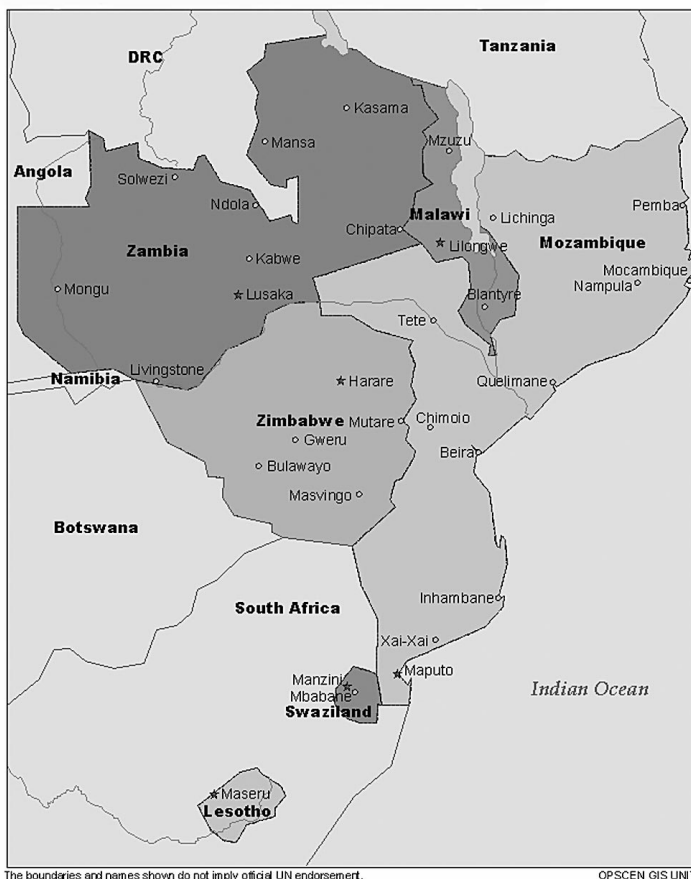 Tanzania
DRC
Kasama
Mansa
Mzuzu
Angola
Solwezi
Ndola
Pemba
Malawi
Lichinga
Chipata
Lilongwe
Mozambique
Zambia
Kabwe
Mocambique
Nampula
Mongu
Lusaka
Blantyre
Tete
Livingstone
Namibia
Harare
Quelimane
Zimbabwe
Mutare
Chimoio
Gweru
Beira
Bulawayo
Masvingo
Botswana
Inhambane
South Africa
Xai-Xai
Maputo
Manzini
Mbabane
Indian Ocean
Swaziland
Maseru
Lesotho
The boundaries and names shown do not imply official UN endorsement.
OPSCEN GIS UNIT